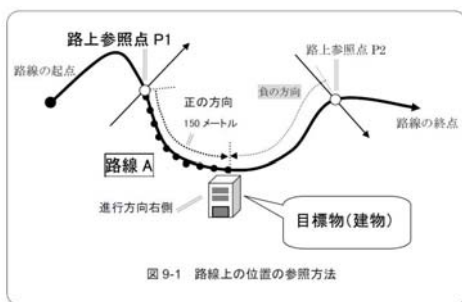 路上参照点 P1
路上参照点 P2
路線の起点
正の方向
負の方向
150 メートル
路線の終点
路線 A
進行方向右側
目標物(建物)
図 9-1 路線上の位置の参照方法